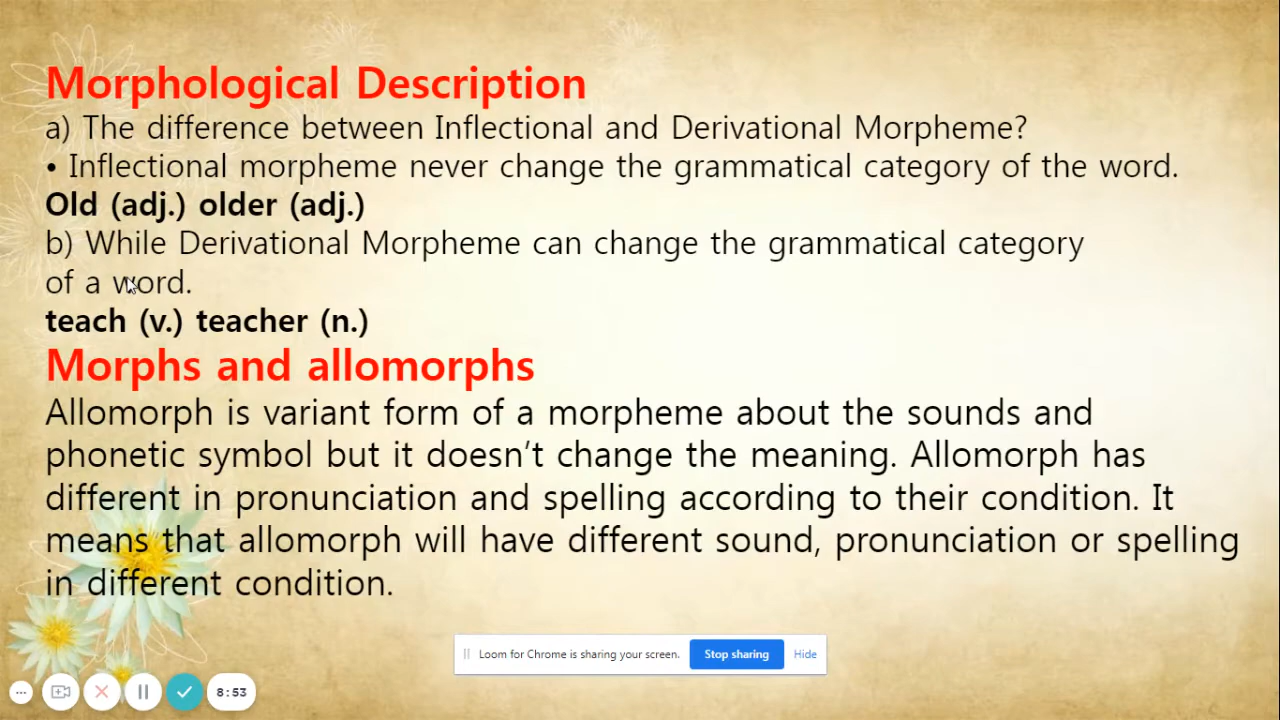 Morphological Description
a) The difference between Inflectional and Derivational Morpheme?
• Inflectional morpheme never change the grammatical category of the word.
Old (adj.) older (adj.)
b) While Derivational Morpheme can change the grammatical category
of a word.
teach (v.) teacher (n.)
Morphs and allomorphs
Allomorph is variant form of a morpheme about the sounds and
phonetic symbol but it doesn’t change the meaning. Allomorph has
different in pronunciation and spelling according to their condition. It
means that allomorph will have different sound, pronunciation or spelling
in different condition.
Loom for Chrome is sharing your screen. Stop sharing Hide
8:53